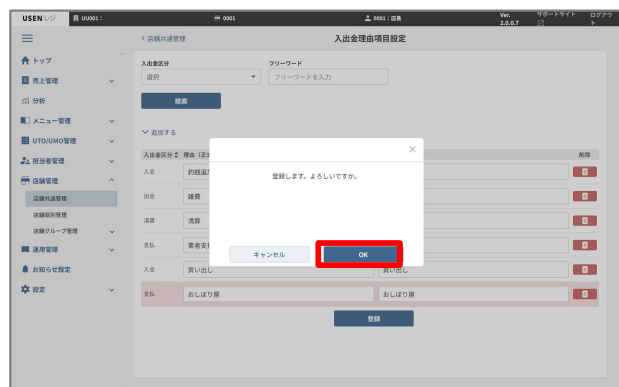 USEN レジ UU001 : 0001 0001 : 店長 Ver. 2.0.0.7 サポートサイト ログアウト
< 店舗共通管理 入出金理由項目設定
トップ
売上管理
分析
メニュー管理
UTO/UMO管理
担当者管理
店舗管理
店舗共通管理
店舗個別管理
店舗グループ管理
運用管理
お知らせ設定
設定
入出金区分 フリーワード
選択 フリーワードを入力
検索
追加する
入出金区分 理由（正 削除
入金 釣銭追
出金 雑費
清算 清算
支払 業者支
入金 買い出し 買い出し
支払 おしぼり屋 おしぼり屋
登録
登録します。よろしいですか。
キャンセル OK